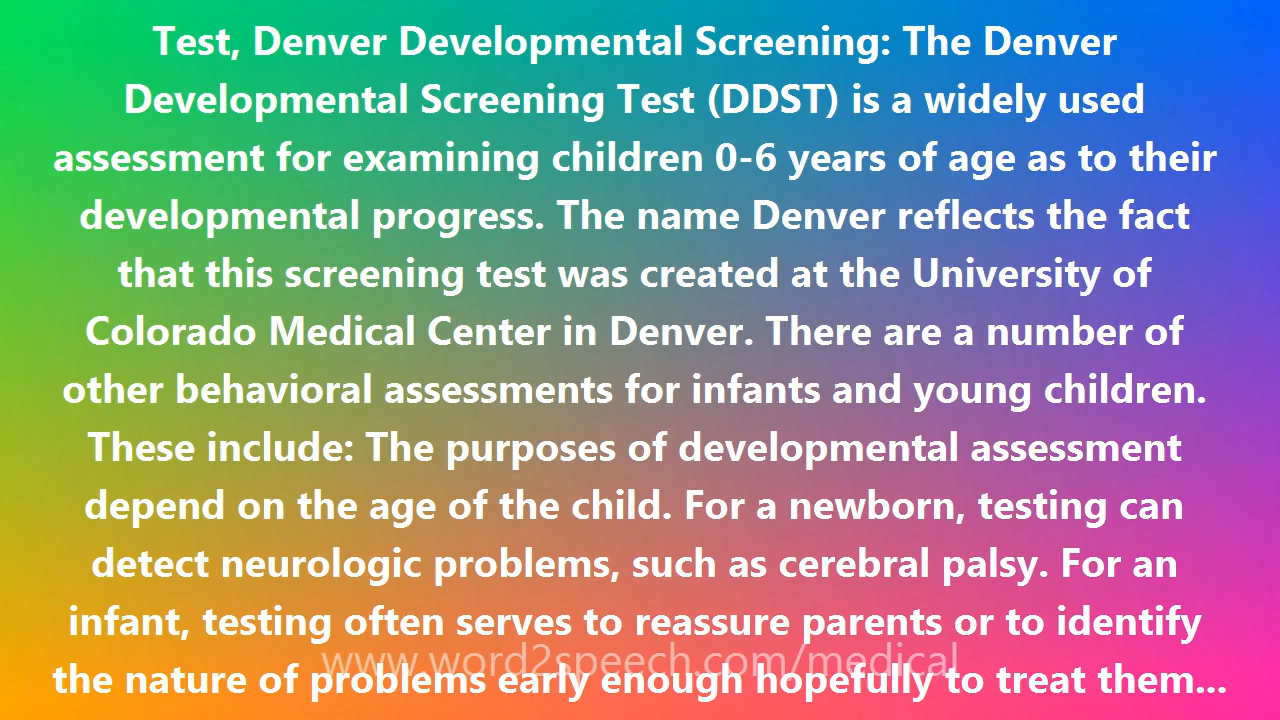 Test, Denver Developmental Screening: The Denver
Developmental Screening Test (DDST) is a widely used
assessment for examining children 0-6 years of age as to their
developmental progress. The name Denver reflects the fact
that this screening test was created at the University of
Colorado Medical Center in Denver. There are a number of
other behavioral assessments for infants and young children.
These include: The purposes of developmental assessment
depend on the age of the child. For a newborn, testing can
detect neurologic problems, such as cerebral palsy. For an
infant, testing often serves to reassure parents or to identify
www.word2speech.com/medical
the nature of problems early enough hopefully to treat them...